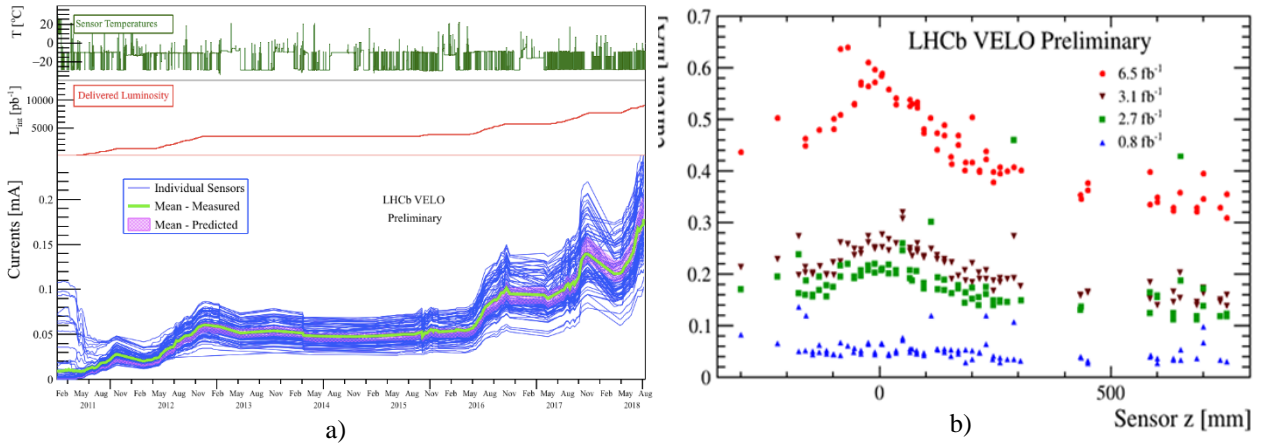 T [°C]
20
0
−20
Sensor Temperatures
L_int [pb⁻¹]
10000
5000
Delivered Luminosity
Currents [mA]
0.2
0.15
0.1
0.05
0
Individual Sensors
Mean - Measured
Mean - Predicted
LHCb VELO
Preliminary
Feb May Aug Nov Feb May Aug Nov Feb May Aug Nov Feb May Aug Nov Feb May Aug Nov Feb May Aug Nov Feb May Aug Nov Feb May Aug
2011 2012 2013 2014 2015 2016 2017 2018
a)
0.7
0.6
0.5
0.4
0.3
0.2
0.1
0
LHCb VELO Preliminary
6.5 fb⁻¹
3.1 fb⁻¹
2.7 fb⁻¹
0.8 fb⁻¹
0 500
Sensor z [mm]
b)